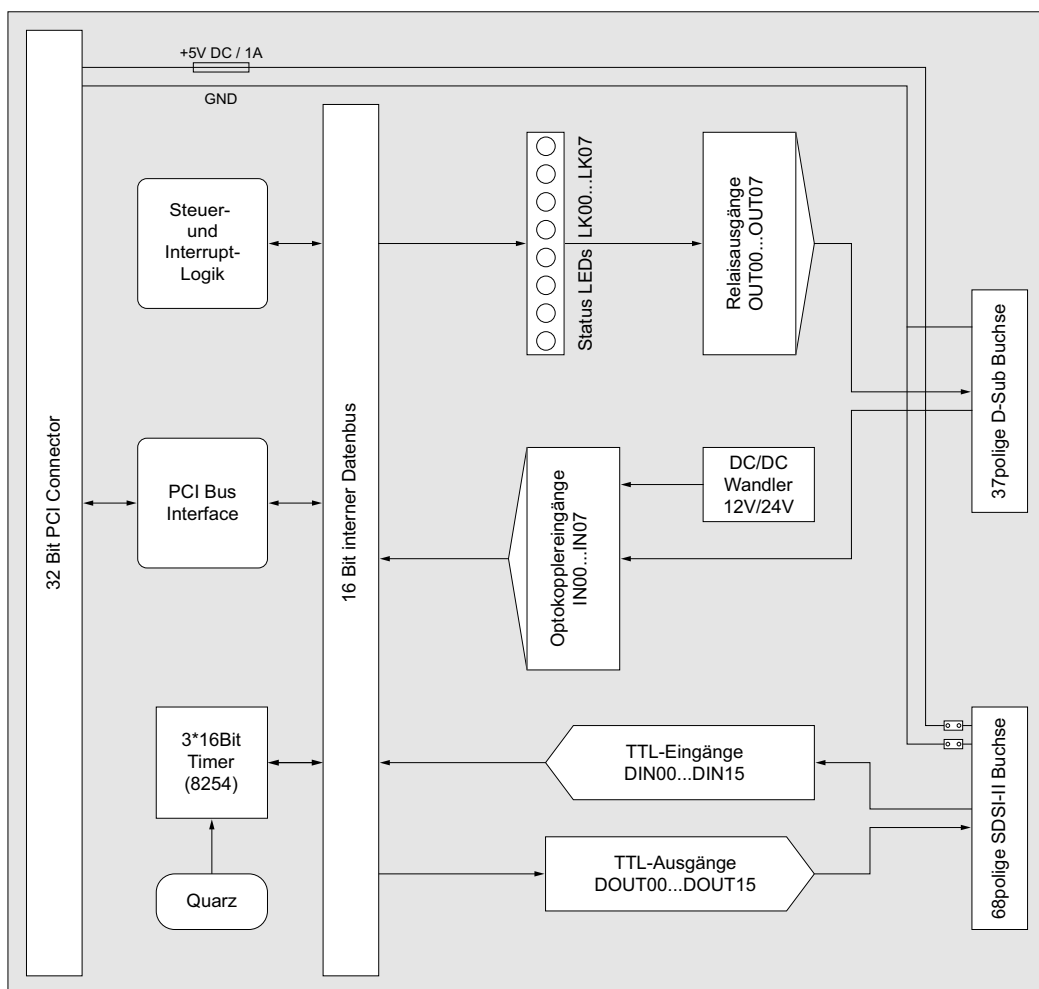 +5V DC / 1A
GND
32 Bit PCI Connector
Steuer-
und
Interrupt-
Logik
PCI Bus
Interface
3*16Bit
Timer
(8254)
Quarz
16 Bit interner Datenbus
Status LEDs LK00...LK07
Relaisausgänge
OUT00...OUT07
Optokopplereingänge
IN00...IN07
DC/DC
Wandler
12V/24V
TTL-Eingänge
DIN00...DIN15
TTL-Ausgänge
DOUT00...DOUT15
37polige D-Sub Buchse
68polige SDSI-II Buchse